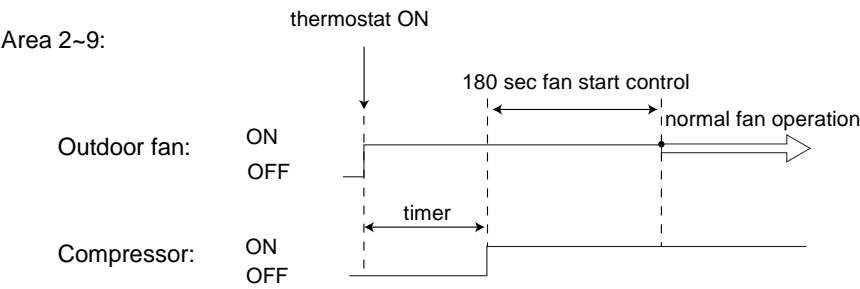 thermostat ON
Area 2~9:
180 sec fan start control
normal fan operation
Outdoor fan:
ON
OFF
timer
Compressor:
ON
OFF